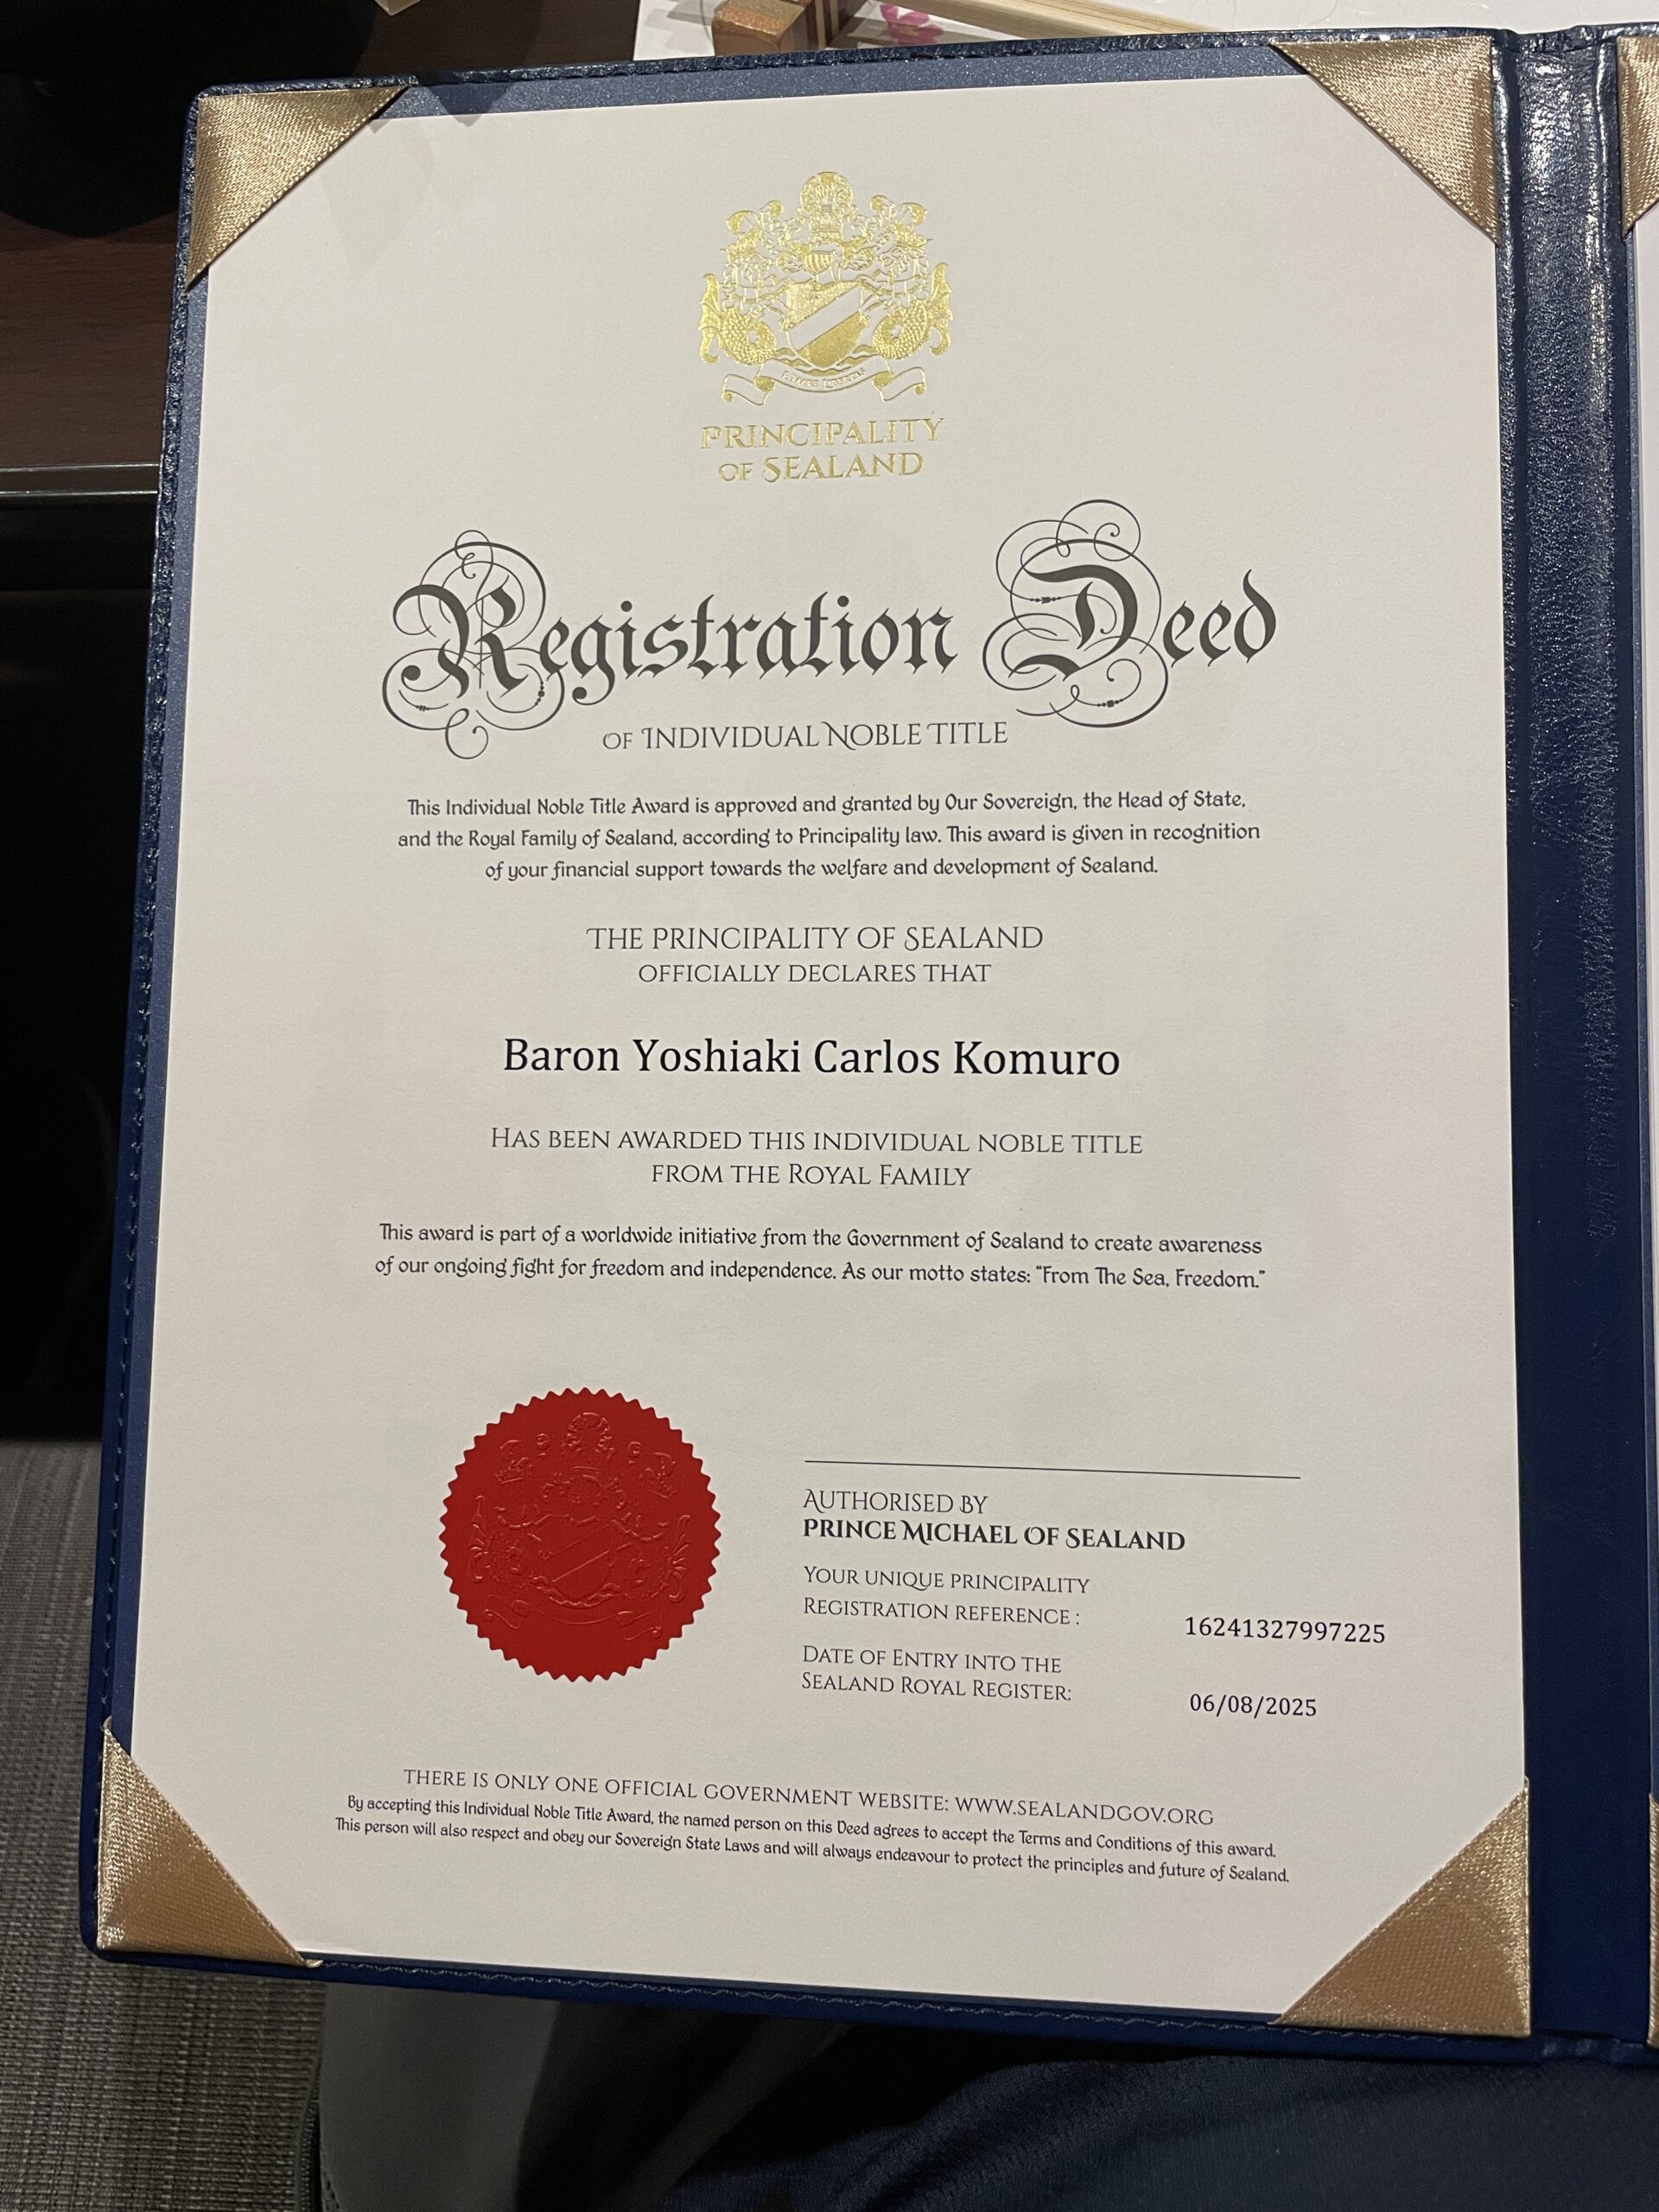 PRINCIPALITY
OF SEALAND
Registration Deed
OF INDIVIDUAL NOBLE TITLE
This Individual Noble Title Award is approved and granted by Our Sovereign, the Head of State,
and the Royal Family of Sealand, according to Principality law. This award is given in recognition
of your financial support towards the welfare and development of Sealand.
THE PRINCIPALITY OF SEALAND
OFFICIALLY DECLARES THAT
Baron Yoshiaki Carlos Komuro
HAS BEEN AWARDED THIS INDIVIDUAL NOBLE TITLE
FROM THE ROYAL FAMILY
This award is part of a worldwide initiative from the Government of Sealand to create awareness
of our ongoing fight for freedom and independence. As our motto states: "From The Sea, Freedom."
AUTHORISED BY
PRINCE MICHAEL OF SEALAND
YOUR UNIQUE PRINCIPALITY
REGISTRATION REFERENCE : 16241327997225
DATE OF ENTRY INTO THE
SEALAND ROYAL REGISTER: 06/08/2025
THERE IS ONLY ONE OFFICIAL GOVERNMENT WEBSITE: WWW.SEALANDGOV.ORG
By accepting this Individual Noble Title Award, the named person on this Deed agrees to accept the Terms and Conditions of this award.
This person will also respect and obey our Sovereign State Laws and will always endeavour to protect the principles and future of Sealand.